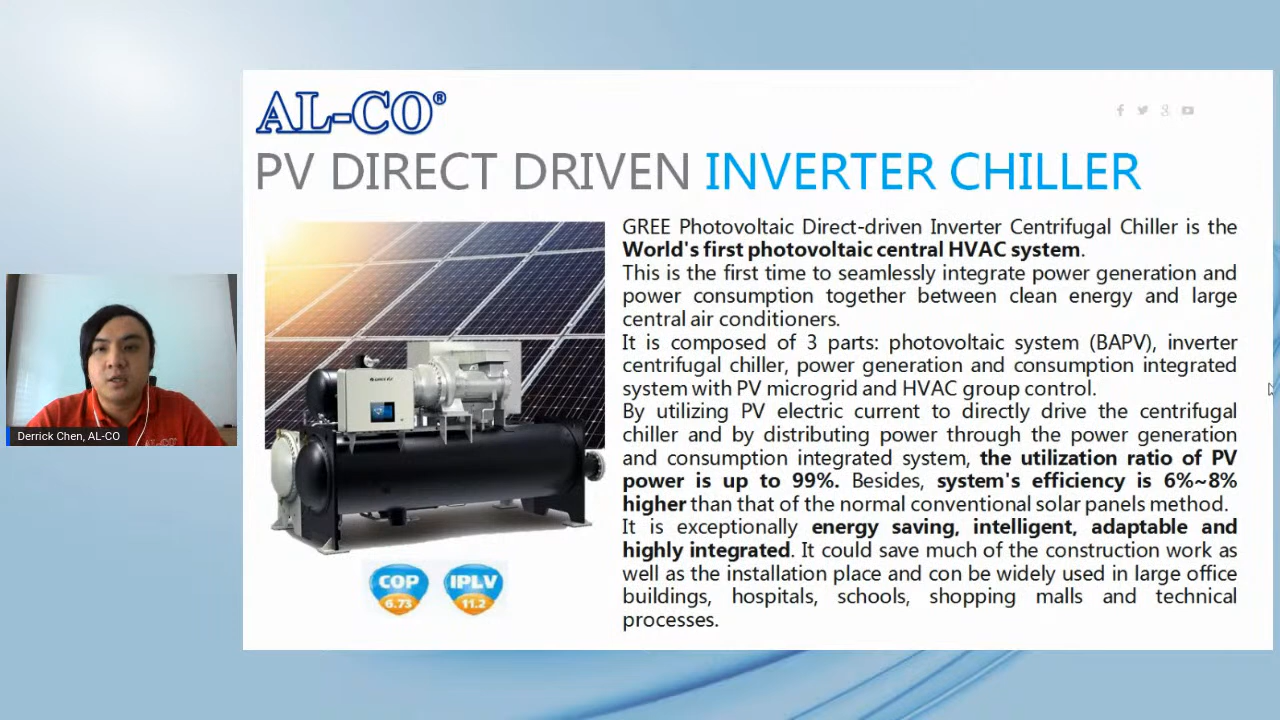 AL-CO®
PV DIRECT DRIVEN INVERTER CHILLER
GREE Photovoltaic Direct-driven Inverter Centrifugal Chiller is the
World's first photovoltaic central HVAC system.
This is the first time to seamlessly integrate power generation and
power consumption together between clean energy and large
central air conditioners.
It is composed of 3 parts: photovoltaic system (BAPV), inverter
centrifugal chiller, power generation and consumption integrated
system with PV microgrid and HVAC group control.
By utilizing PV electric current to directly drive the centrifugal
chiller and by distributing power through the power generation
and consumption integrated system, the utilization ratio of PV
power is up to 99%. Besides, system's efficiency is 6%~8%
higher than that of the normal conventional solar panels method.
It is exceptionally energy saving, intelligent, adaptable and
highly integrated. It could save much of the construction work as
well as the installation place and con be widely used in large office
buildings, hospitals, schools, shopping malls and technical
processes.
COP
6.73
IPLV
11.2
Derrick Chen, AL-CO
AL-CO